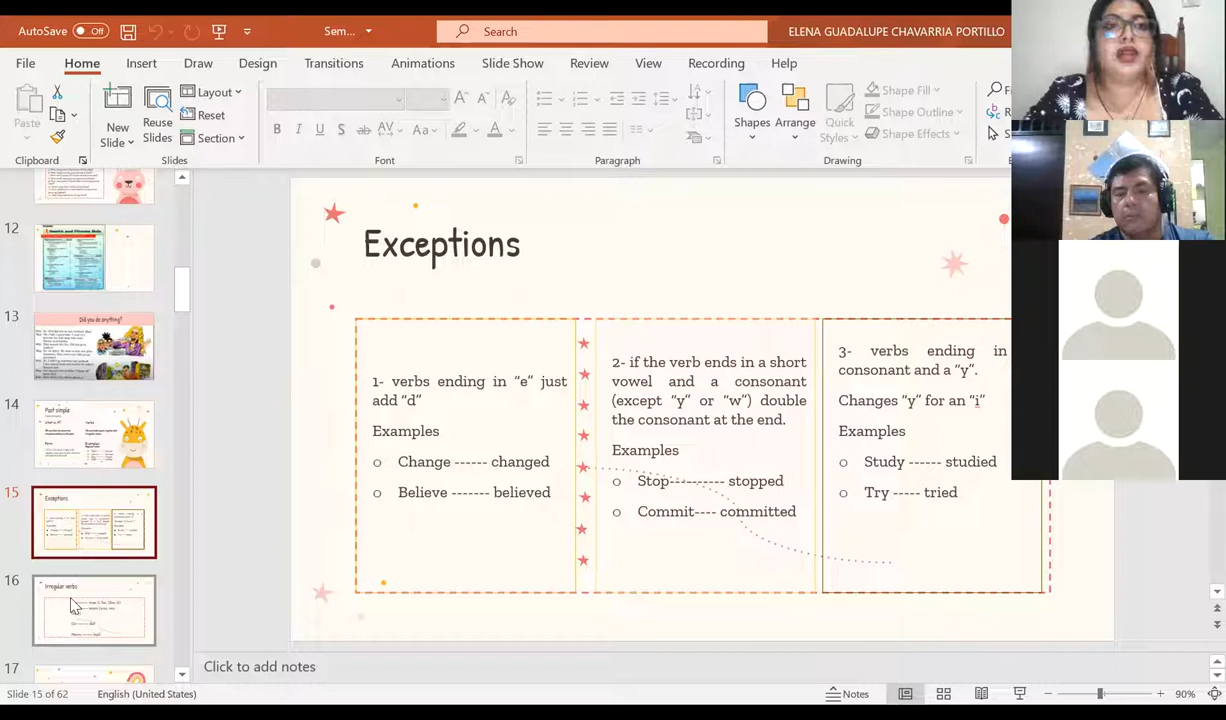 AutoSave Off Sem... Search ELENA GUADALUPE CHAVARRIA PORTILLO
File Home Insert Draw Design Transitions Animations Slide Show Review View Recording Help
Paste
New Slide
Reuse Slides
Layout
Reset
Section
Shapes
Arrange
Quick Styles
Shape Fill
Shape Outline
Shape Effects
Clipboard Slides Font Paragraph Drawing
12
13
Did you do anything?
14
Past simple
15
Exceptions
16
Irregular verbs
17
Exceptions
1- verbs ending in “e” just
add “d”
Examples
o Change ------ changed
o Believe ------- believed
2- if the verb ends in a short
vowel and a consonant
(except “y” or “w”) double
the consonant at the end.
Examples
o Stop---------- stopped
o Commit---- committed
3- verbs ending in
consonant and a “y”.
Changes “y” for an “i”
Examples
o Study ------ studied
o Try ----- tried
Click to add notes
Slide 15 of 62 English (United States) Notes 90%